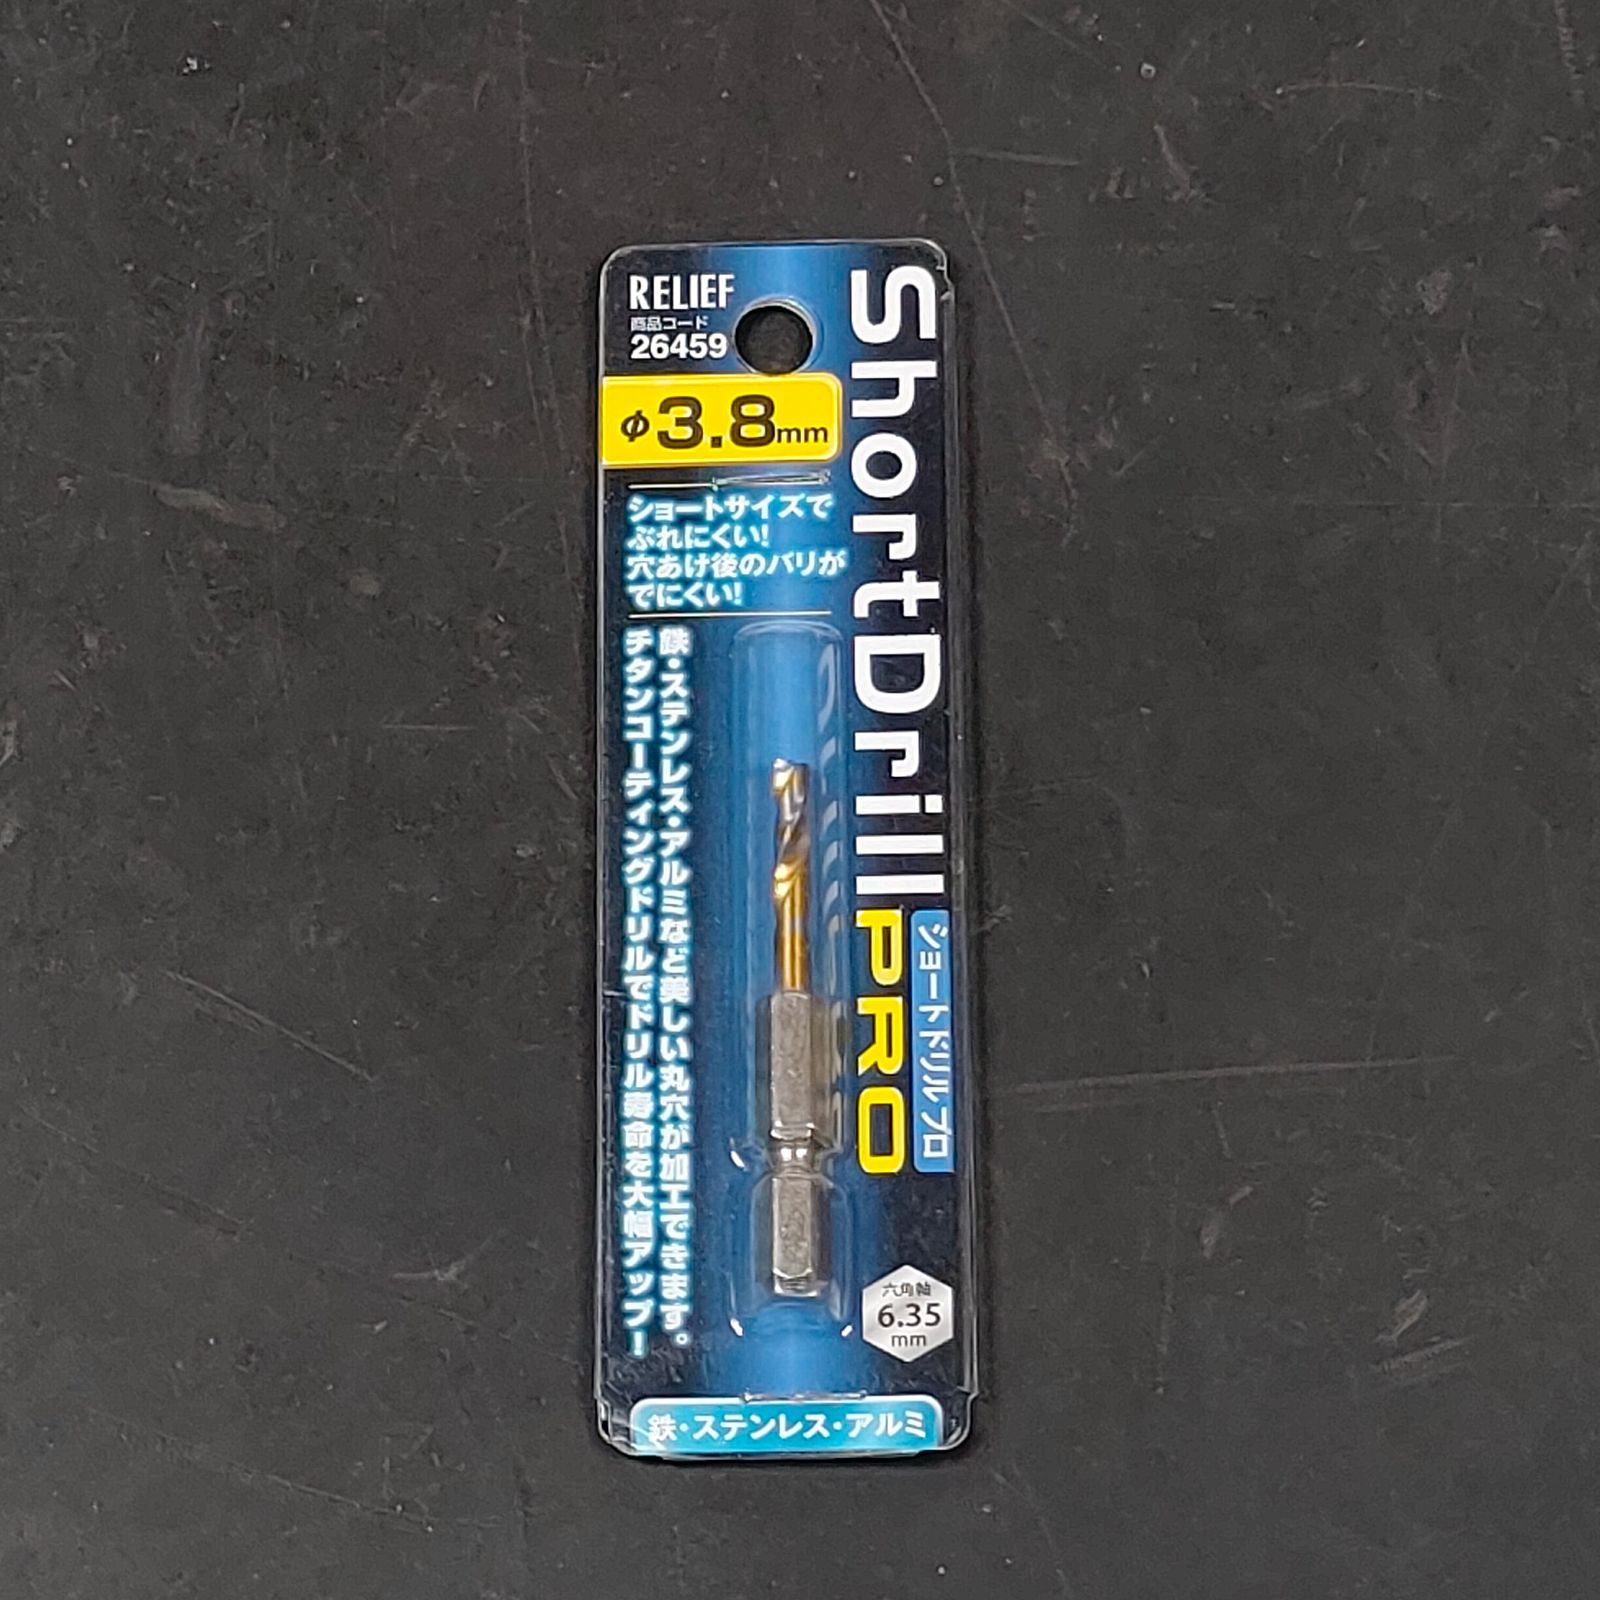 RELIEF
商品コード
26459
φ3.8mm
ショートサイズで
ぶれにくい!
穴あけ後のバリが
でにくい!
鉄・ステンレス・アルミなど美しい丸穴が加工できます。
チタンコーティングドリルでドリル寿命を大幅アップー
ShortDrillPRO
ショートドリルプロ
六角軸
6.35
mm
鉄・ステンレス・アルミ